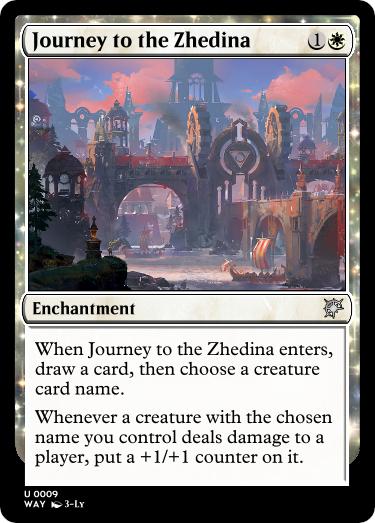 Journey to the Zhedina 1
Enchantment
When Journey to the Zhedina enters,
draw a card, then choose a creature
card name.
Whenever a creature with the chosen
name you control deals damage to a
player, put a +1/+1 counter on it.
U 0009
WAY 3-Ly